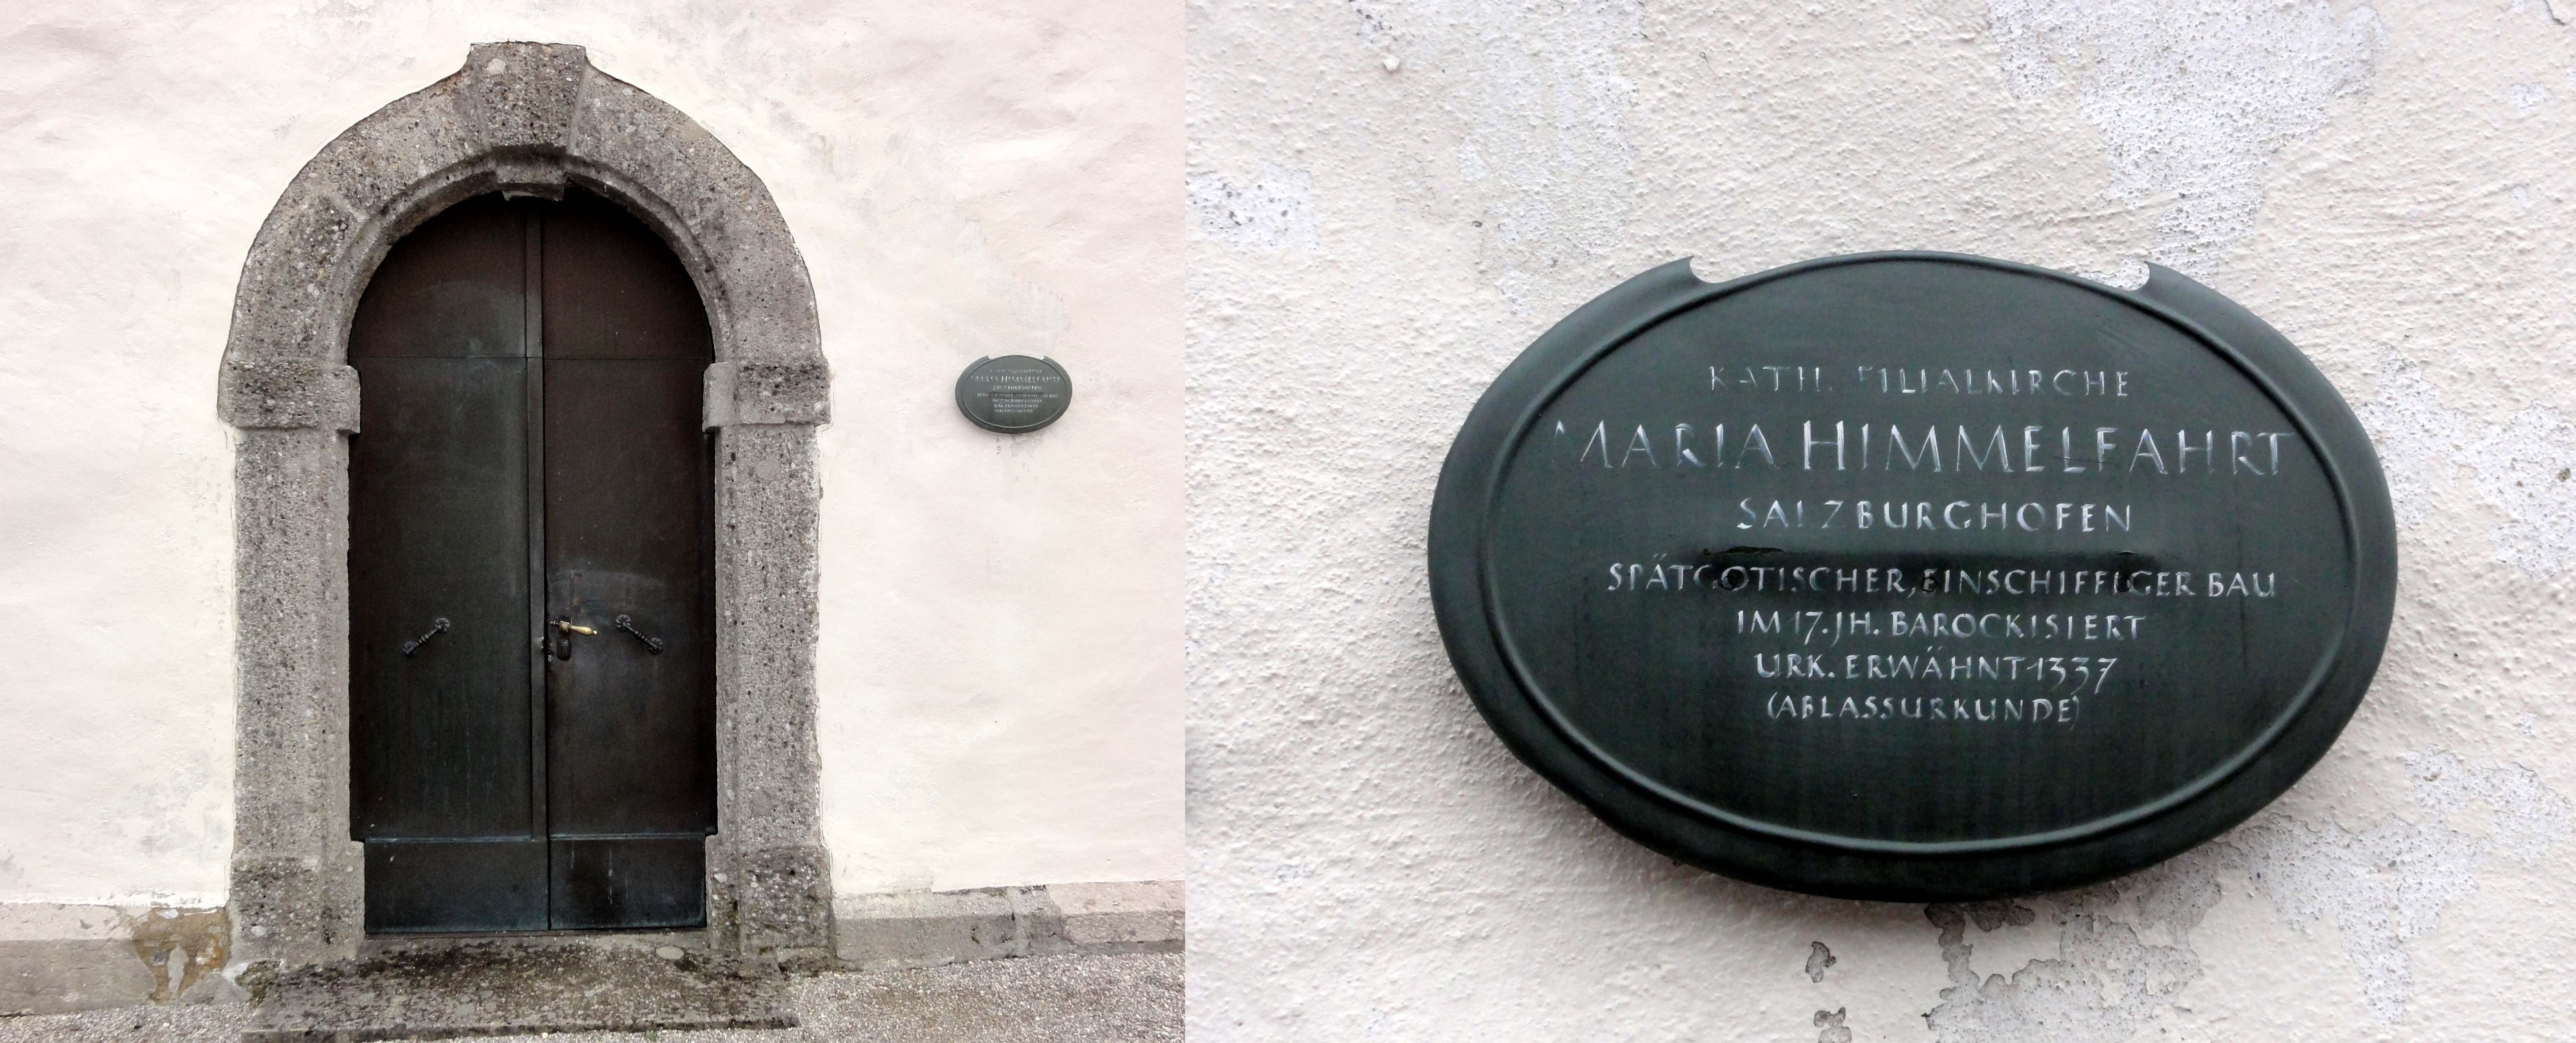 KATH. FILIALKIRCHE
MARIA HIMMELFAHRT
SALZBURGHOFEN
SPÄTGOTISCHER, EINSCHIFFIGER BAU
IM 17. JH. BAROCKISIERT
URK. ERWÄHNT 1337
(ABLASSURKUNDE)